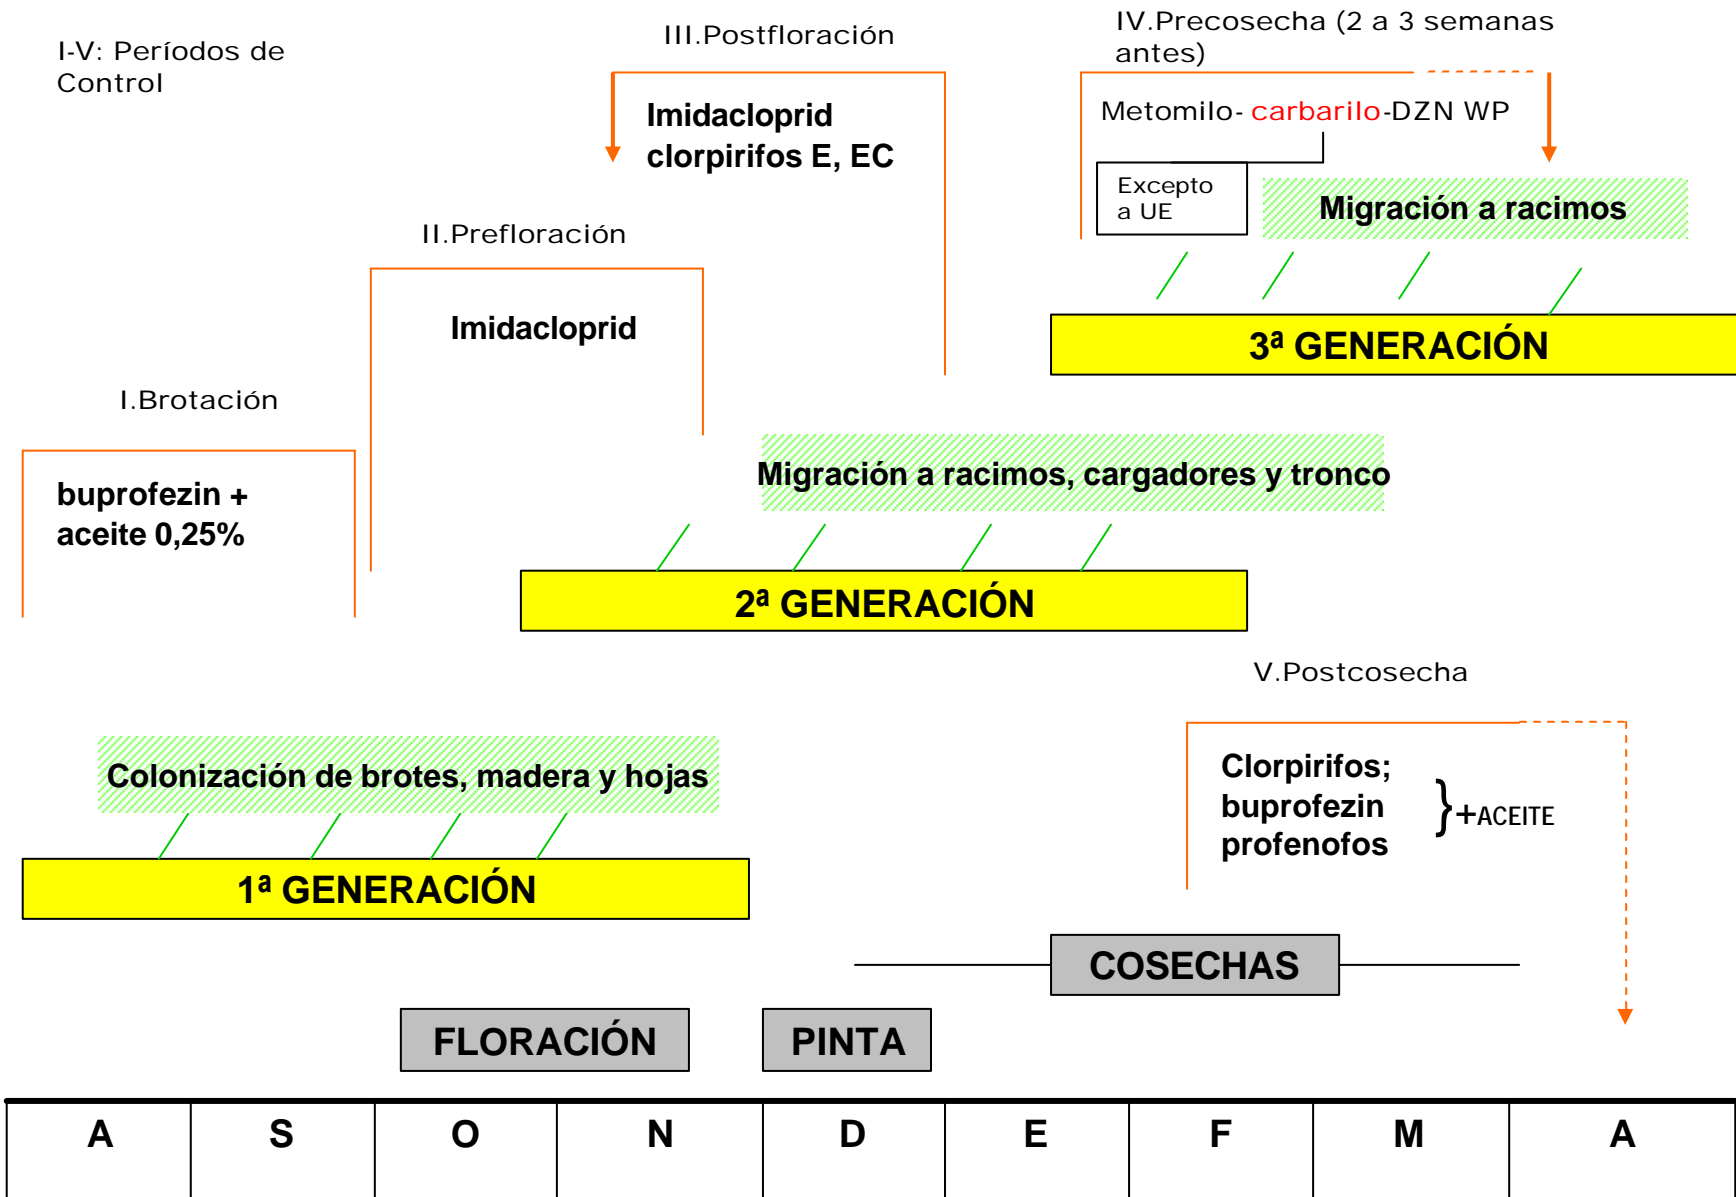 I-V: Períodos de
Control
III.Postfloración
IV.Precosecha (2 a 3 semanas
antes)
Imidacloprid
clorpirifos E, EC
Metomilo- carbarilo-DZN WP
Excepto
a UE
Migración a racimos
II.Prefloración
Imidacloprid
3ª GENERACIÓN
I.Brotación
buprofezin +
aceite 0,25%
Migración a racimos, cargadores y tronco
2ª GENERACIÓN
V.Postcosecha
Colonización de brotes, madera y hojas
Clorpirifos;
buprofezin
profenofos
}+ACEITE
1ª GENERACIÓN
COSECHAS
FLORACIÓN
PINTA
A S O N D E F M A